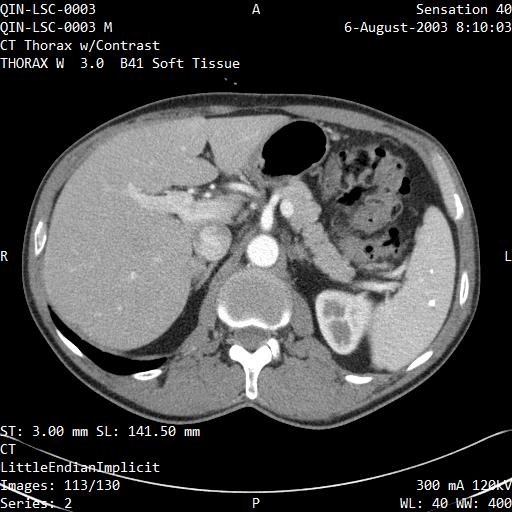 QIN-LSC-0003
A
Sensation 40
QIN-LSC-0003 M
6-August-2003 8:10:03
CT Thorax w/Contrast
THORAX W 3.0 B41 Soft Tissue
R
L
ST: 3.00 mm SL: 141.50 mm
CT
LittleEndianImplicit
Images: 113/130
300 mA 120kV
Series: 2
P
WL: 40 WW: 400